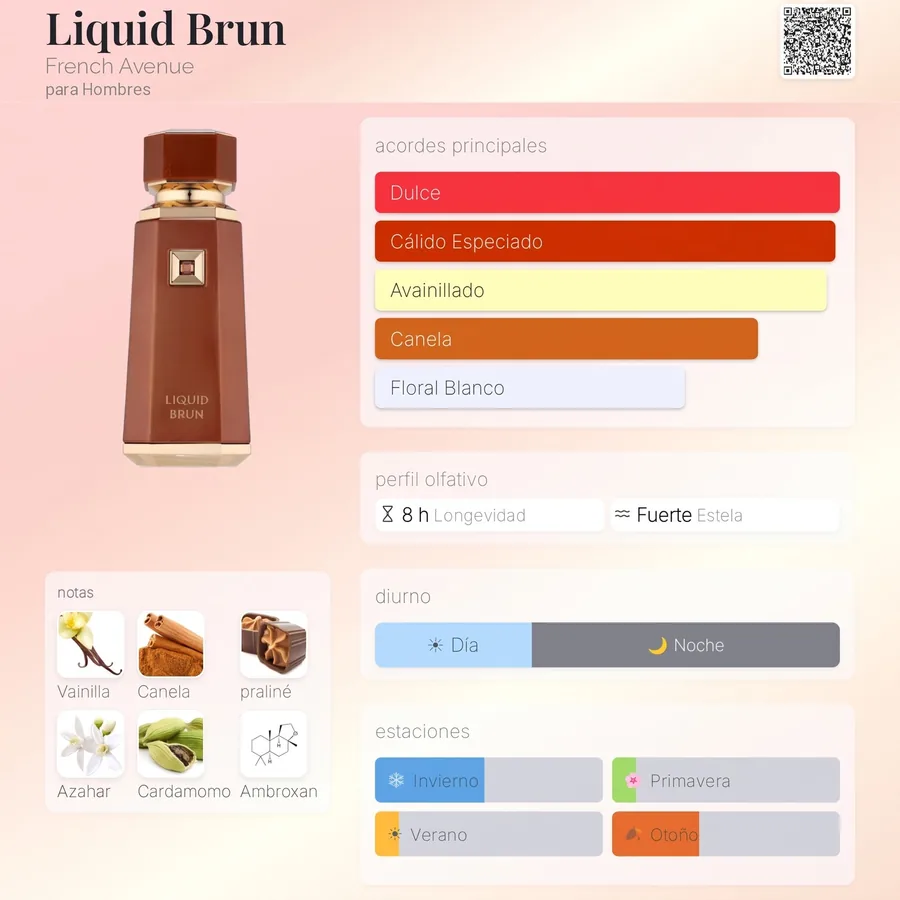 Liquid Brun
French Avenue
para Hombres
LIQUID
BRUN
acordes principales
Dulce
Cálido Especiado
Avainillado
Canela
Floral Blanco
perfil olfativo
8 h Longevidad
Fuerte Estela
diurno
Día
Noche
notas
Vainilla
Canela
praliné
Azahar
Cardamomo
Ambroxan
estaciones
Invierno
Primavera
Verano
Otoño